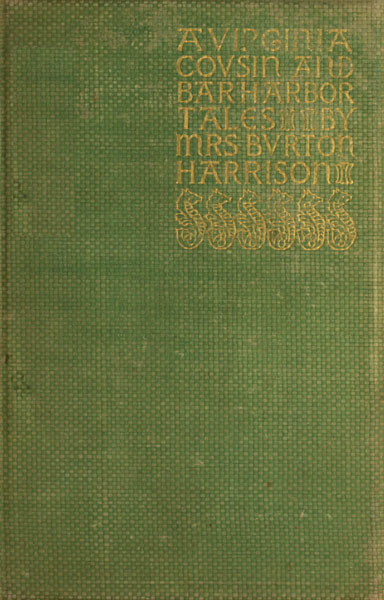 A VIRGINIA
COVSIN AND
BAR HARBOR
TALES BY
MRS BVRTON
HARRISON